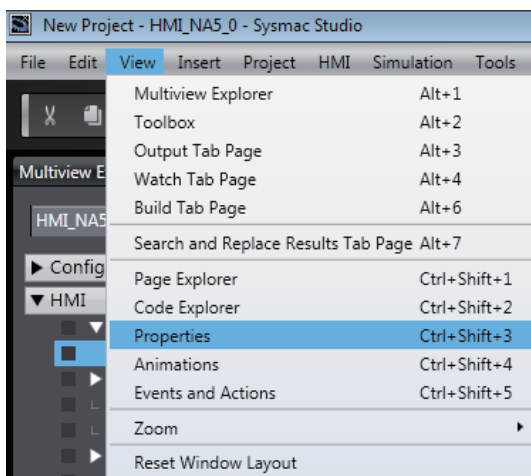 New Project - HMI_NA5_0 - Sysmac Studio
File Edit View Insert Project HMI Simulation Tools
Multiview Explorer Alt+1
Toolbox Alt+2
Output Tab Page Alt+3
Watch Tab Page Alt+4
Build Tab Page Alt+6
Search and Replace Results Tab Page Alt+7
Page Explorer Ctrl+Shift+1
Code Explorer Ctrl+Shift+2
Properties Ctrl+Shift+3
Animations Ctrl+Shift+4
Events and Actions Ctrl+Shift+5
Zoom
Reset Window Layout
Multiview E
HMI_NA5
Config
HMI